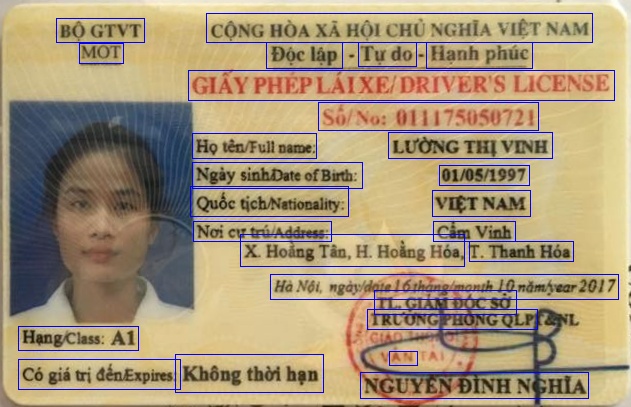 BỘ GTVT
MOT
CỘNG HÒA XÃ HỘI CHỦ NGHĨA VIỆT NAM
Độc lập - Tự do - Hạnh phúc
GIẤY PHÉP LÁI XE/ DRIVER'S LICENSE
Số/No: 011175050721
Họ tên/Full name: LƯỜNG THỊ VINH
Ngày sinh/Date of Birth: 01/05/1997
Quốc tịch/Nationality: VIỆT NAM
Nơi cư trú/Address: Cẩm Vinh
X. Hoằng Tân, H. Hoằng Hóa, T. Thanh Hóa
Hà Nội, ngày/date 16 tháng/month 10 năm/year 2017
TL. GIÁM ĐỐC SỞ
TRƯỞNG PHÒNG QLPT&NL
GIAO THÔNG
VẬN TẢI
Hạng/Class: A1
Có giá trị đến/Expires: Không thời hạn
NGUYỄN ĐÌNH NGHĨA